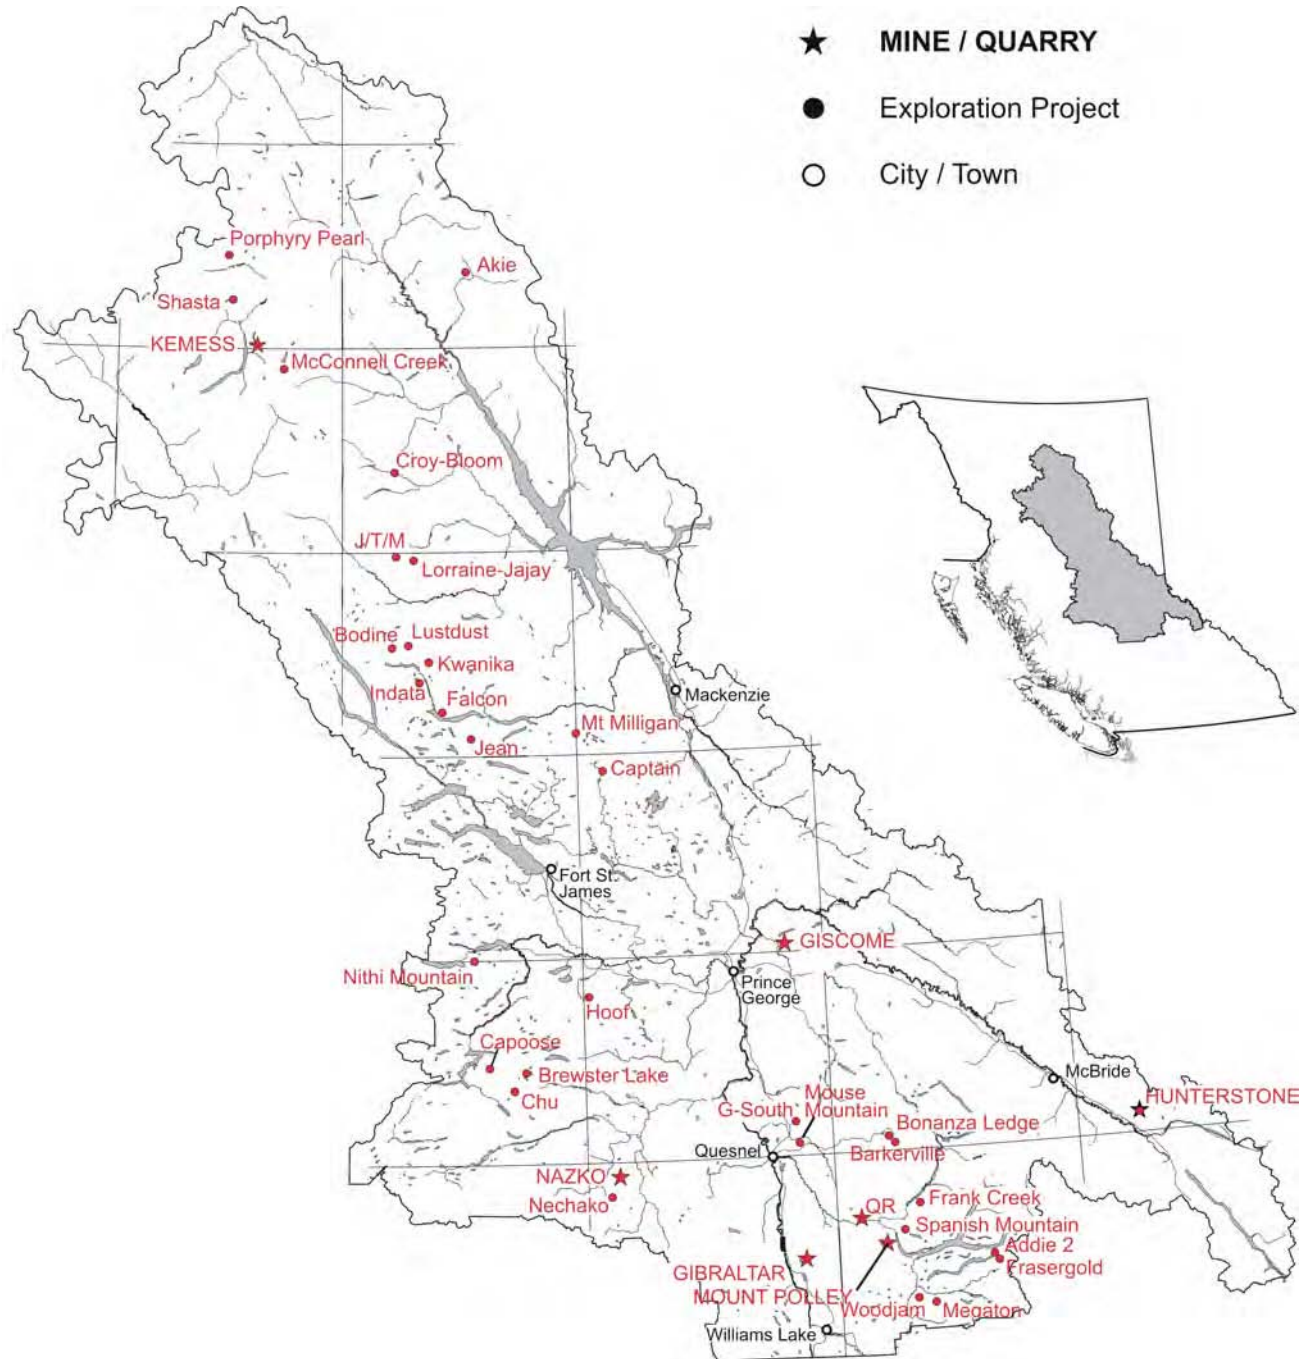 MINE / QUARRY
Exploration Project
City / Town
Porphyry Pearl
Akie
Shasta
KEMESS
McConnell Creek
Croy-Bloom
J/T/M
Lorraine-Jajay
Bodine
Lustdust
Kwanika
Indata
Falcon
Mackenzie
Mt Milligan
Jean
Captain
Fort St.
James
GISCOME
Nithi Mountain
Prince
George
Hoof
Capoose
Brewster Lake
Chu
McBride
HUNTERSTONE
Mouse
Mountain
G-South
Bonanza Ledge
Barkerville
Quesnel
NAZKO
Nechako
Frank Creek
QR
Spanish Mountain
Addie 2
Frasergold
GIBRALTAR
MOUNT POLLEY
Woodjam
Megaton
Williams Lake